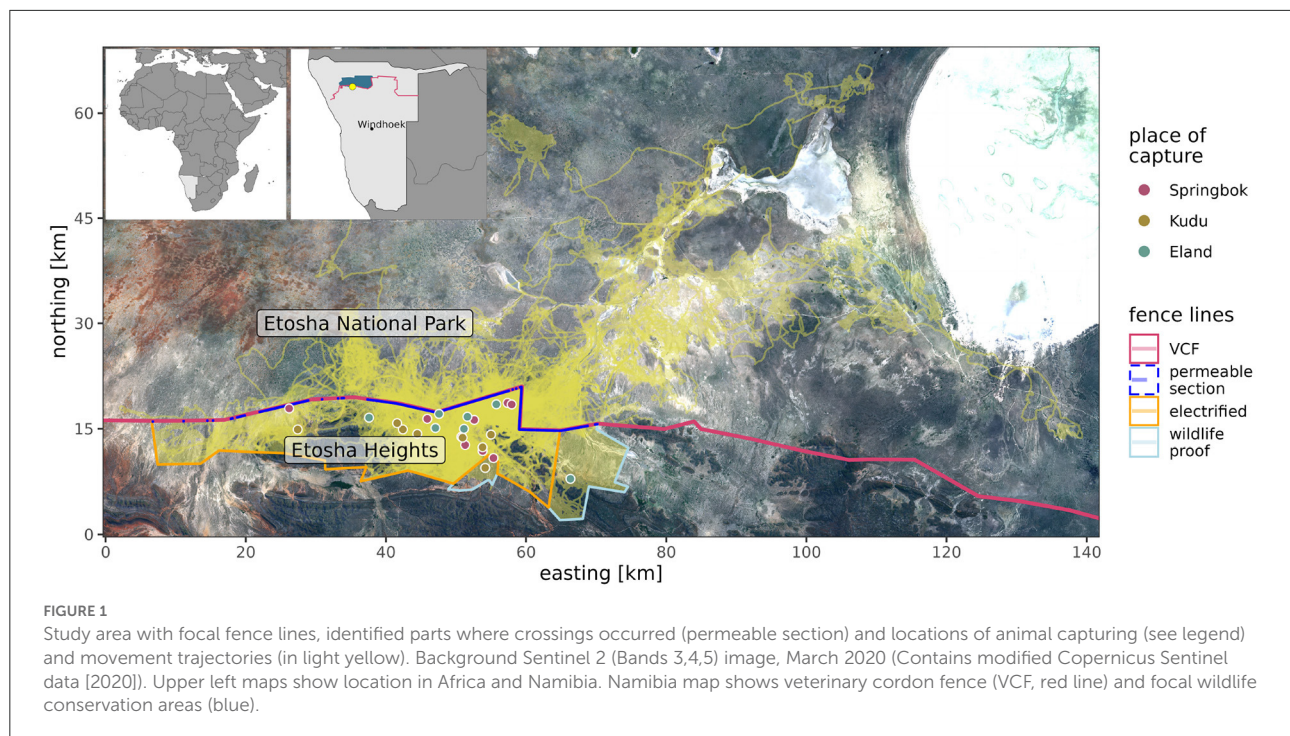 Windhoek
60
45
30
15
0
northing [km]
Etosha National Park
Etosha Heights
0
20
40
60
80
100
120
140
easting [km]
place of
capture
Springbok
Kudu
Eland
fence lines
VCF
permeable
section
electrified
wildlife
proof
FIGURE 1
Study area with focal fence lines, identified parts where crossings occurred (permeable section) and locations of animal capturing (see legend)
and movement trajectories (in light yellow). Background Sentinel 2 (Bands 3,4,5) image, March 2020 (Contains modified Copernicus Sentinel
data [2020]). Upper left maps show location in Africa and Namibia. Namibia map shows veterinary cordon fence (VCF, red line) and focal wildlife
conservation areas (blue).